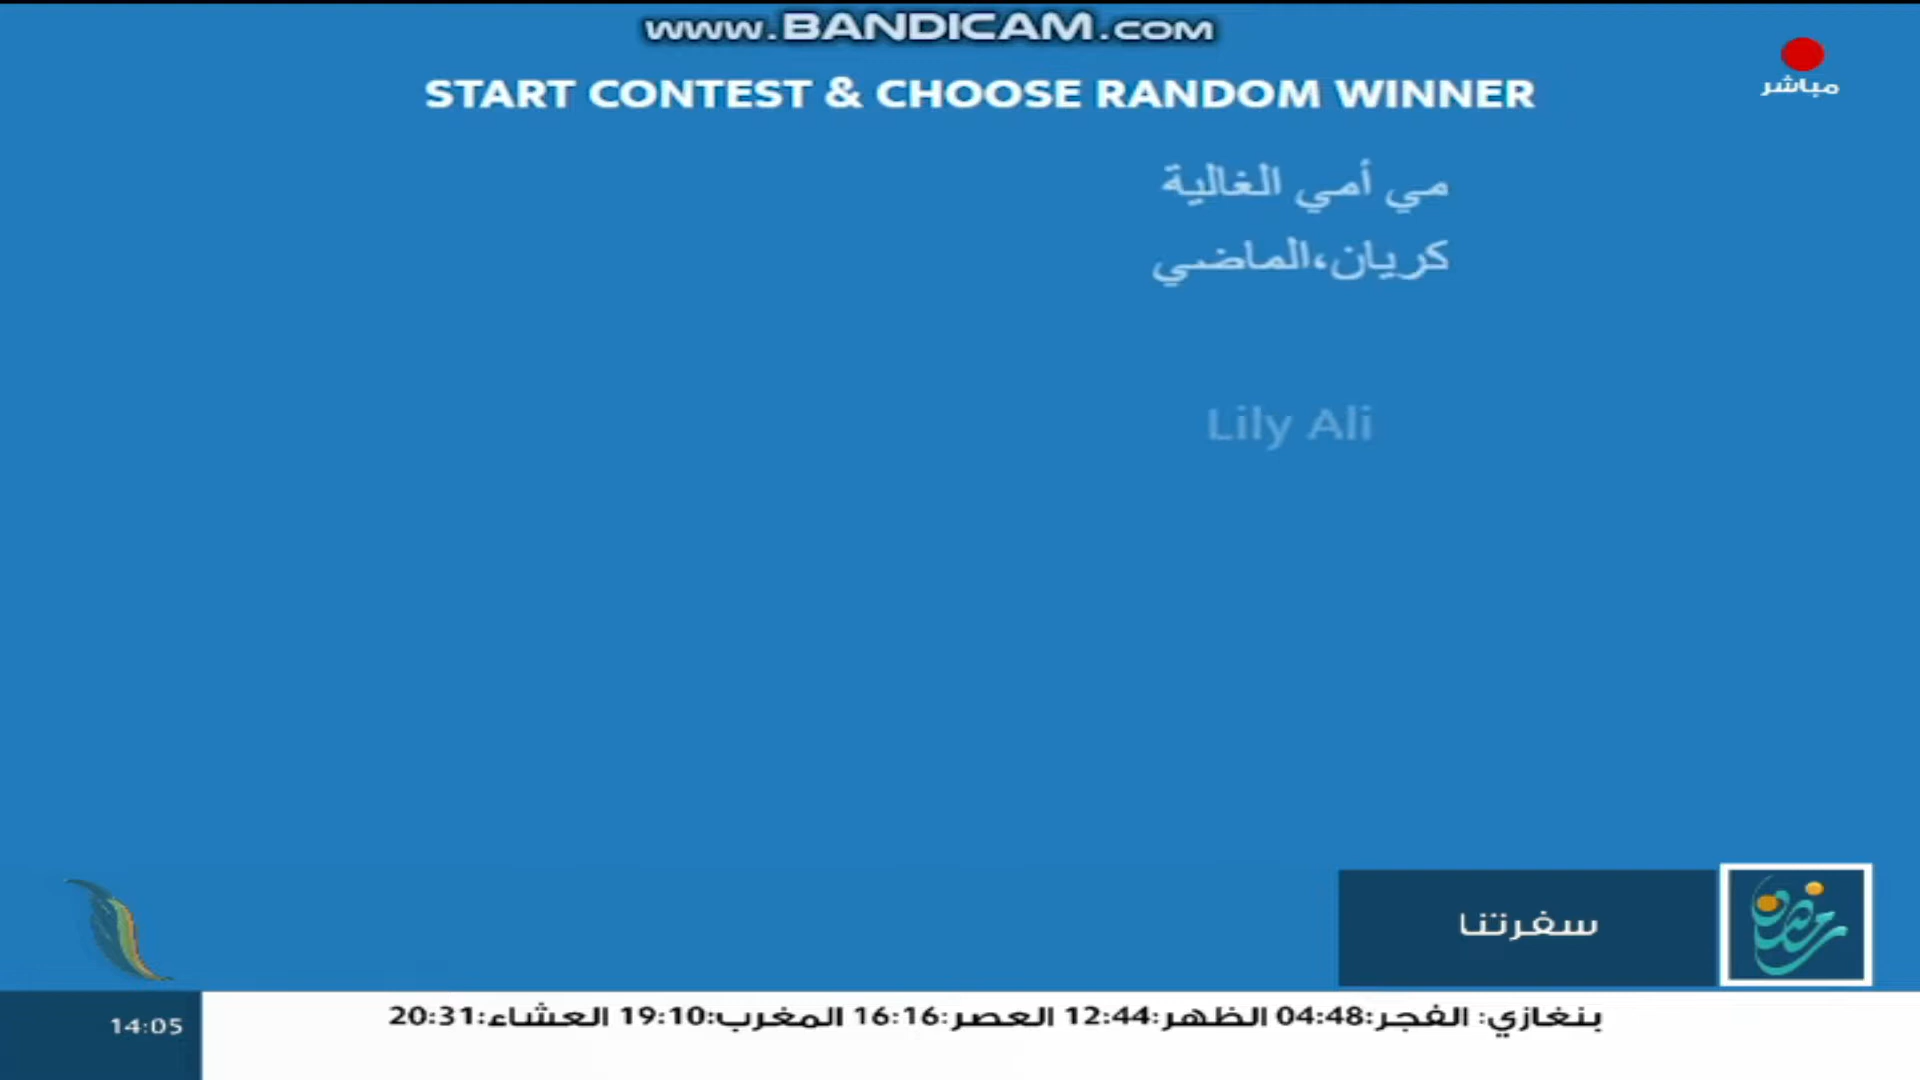 www.BANDICAM.com
مباشر
START CONTEST & CHOOSE RANDOM WINNER
مي أمي الغالية
كريان،الماضي
Lily Ali
سفرتنا
رمضان
بنغازي: الفجر:04:48 الظهر:12:44 العصر:16:16 المغرب:19:10 العشاء:20:31
14:05